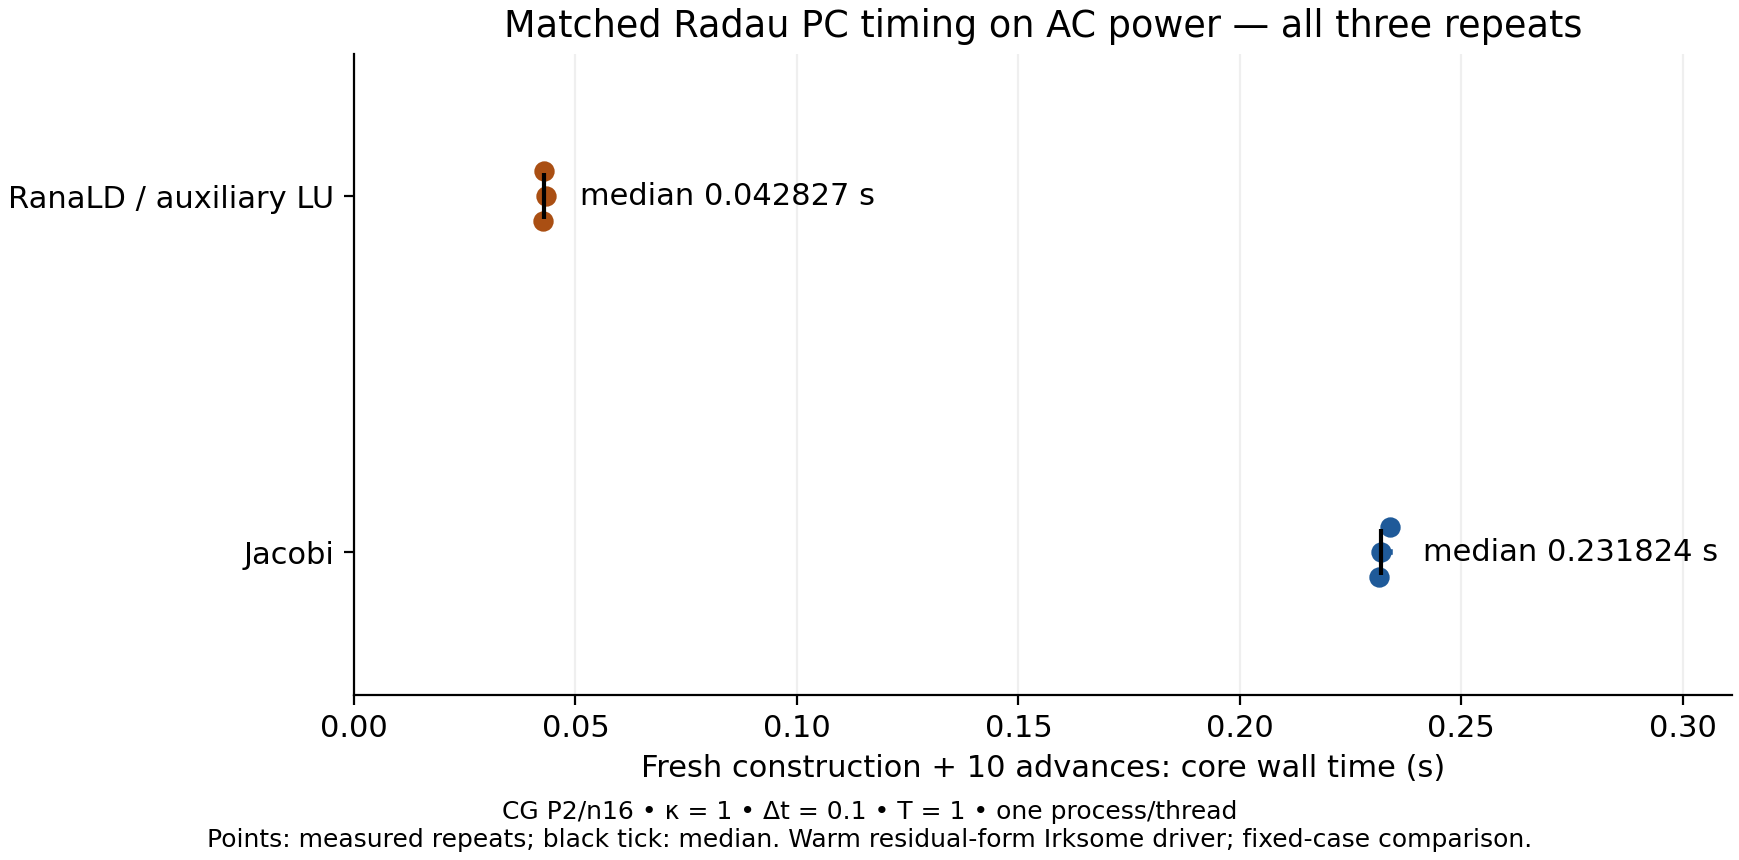 Matched Radau PC timing on AC power — all three repeats
RanaLD / auxiliary LU
median 0.042827 s
Jacobi
median 0.231824 s
0.00 0.05 0.10 0.15 0.20 0.25 0.30
Fresh construction + 10 advances: core wall time (s)
CG P2/n16 • κ = 1 • Δt = 0.1 • T = 1 • one process/thread
Points: measured repeats; black tick: median. Warm residual-form Irksome driver; fixed-case comparison.